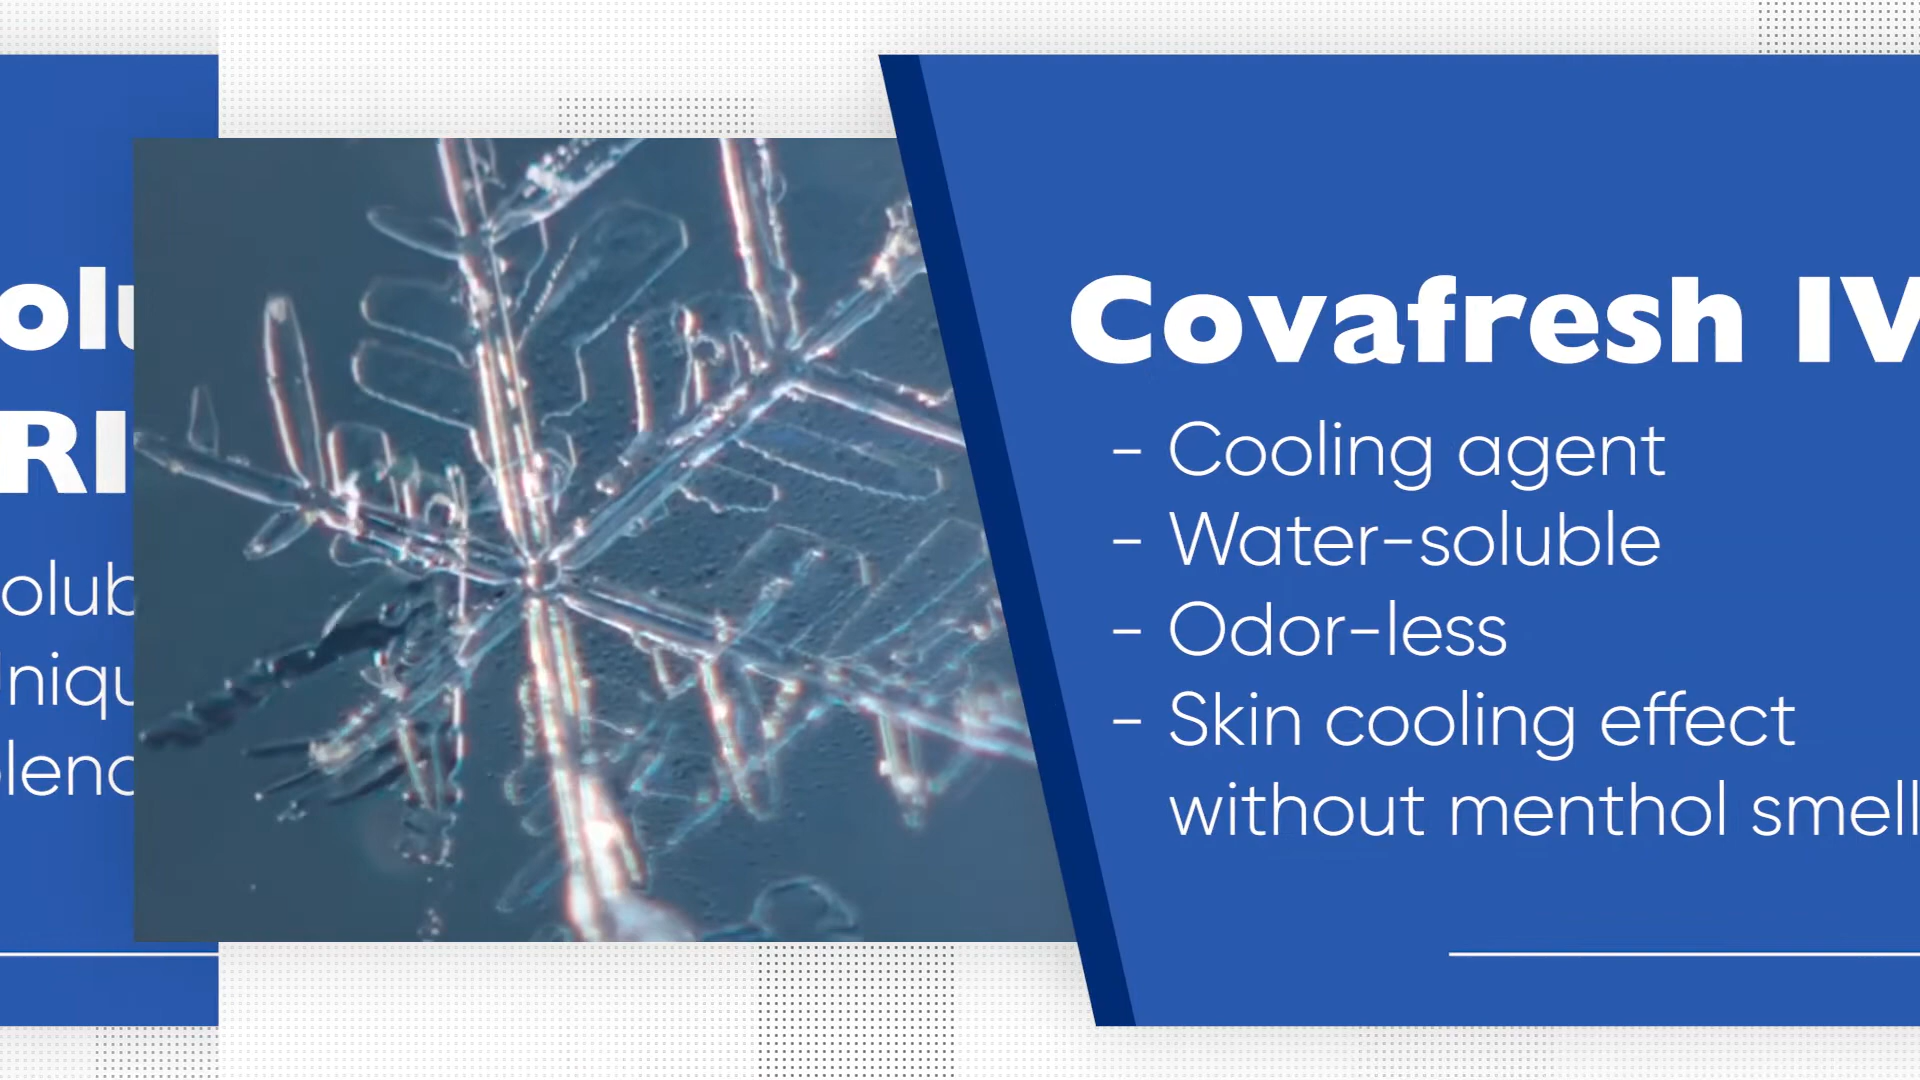 Covafresh IV
- Cooling agent
- Water-soluble
- Odor-less
- Skin cooling effect
without menthol smell